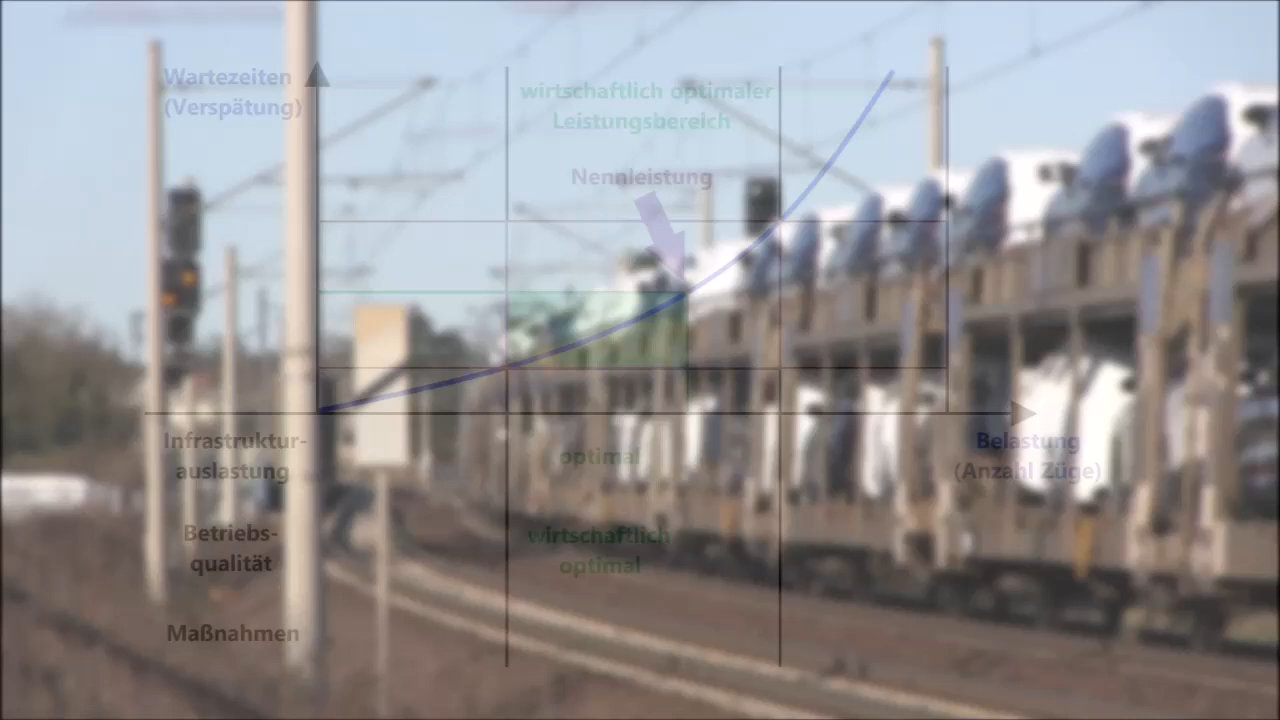 Wartezeiten
(Verspätung)
wirtschaftlich optimaler
Leistungsbereich
Nennleistung
Belastung
(Anzahl Züge)
Infrastruktur-
auslastung
optimal
Betriebs-
qualität
wirtschaftlich
optimal
Maßnahmen